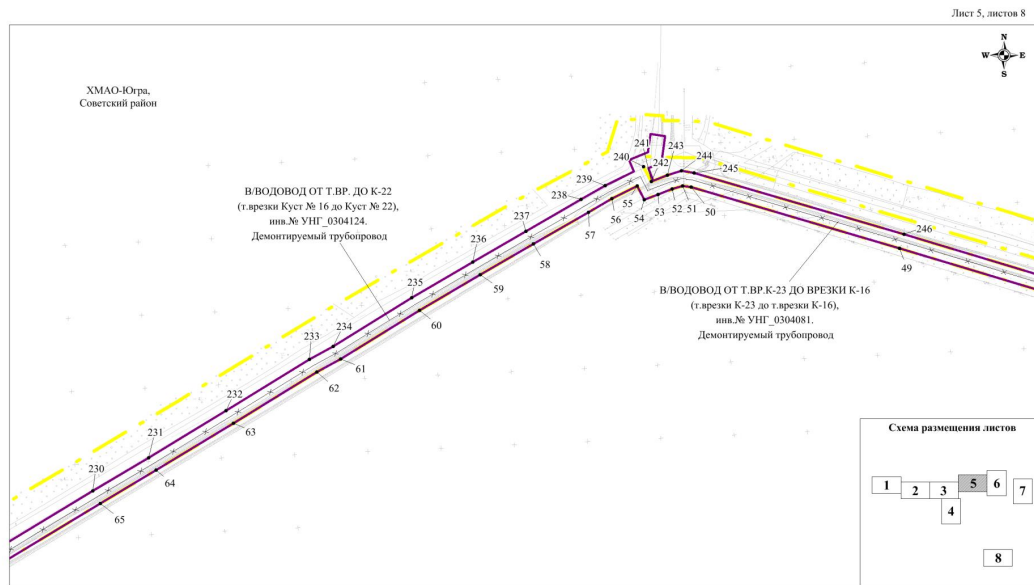 Лист 5, листов 8
N
W E
S
ХМАО-Югра,
Советский район
241
243
240
242
244
245
239
238
55
54
53
52
51
50
56
57
237
246
49
58
236
59
235
60
234
233
61
62
232
63
231
64
230
65
В/ВОДОВОД ОТ Т.ВР. ДО К-22
(т.врезки Куст № 16 до Куст № 22),
инв.№ УНГ_0304124.
Демонтируемый трубопровод
В/ВОДОВОД ОТ Т.ВР.К-23 ДО ВРЕЗКИ К-16
(т.врезки К-23 до т.врезки К-16),
инв.№ УНГ_0304081.
Демонтируемый трубопровод
Схема размещения листов
1
2
3
4
5
6
7
8